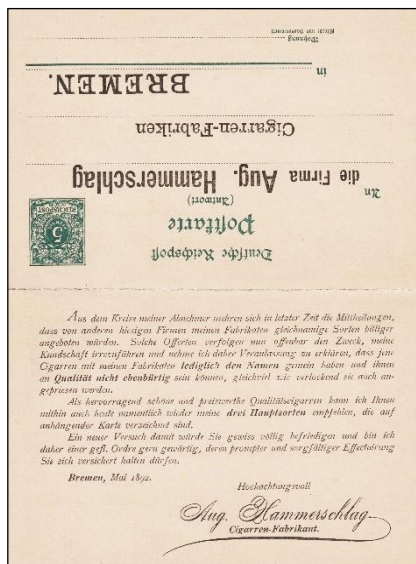 Deutsche Reichspost
Postkarte
(Antwort)
An
die Firma Aug. Hammerschlag
Cigarren-Fabriken
in
BREMEN.
Wohnung
(Straße und Hausnummer)
5
REICHSPOST
Aus dem Kreise meiner Abnehmer mehren sich in letzter Zeit die Mittheilungen,
dass von anderen hiesigen Firmen meinen Fabrikaten gleichnamige Sorten billiger
angeboten würden. Solche Offerten verfolgen nun offenbar den Zweck, meine
Kundschaft irrezuführen und nehme ich daher Veranlassung zu erklären, dass jene
Cigarren mit meinen Fabrikaten lediglich den Namen gemein haben und ihnen
an Qualität nicht ebenbürtig sein können, gleichviel wie verlockend sie auch an-
gepriesen werden.
Als hervorragend schöne und preiswerthe Qualitätscigarren kann ich Ihnen
mithin auch heute namentlich wieder meine drei Hauptsorten empfehlen, die auf
anhängender Karte verzeichnet sind.
Ein neuer Versuch damit würde Sie gewiss völlig befriedigen und bin ich
daher einer gefl. Ordre gern gewärtig, deren prompter und sorgfältiger Effectuirung
Sie sich versichert halten dürfen.
Bremen, Mai 1892.
Hochachtungsvoll
Aug. Hammerschlag
Cigarren-Fabrikant.